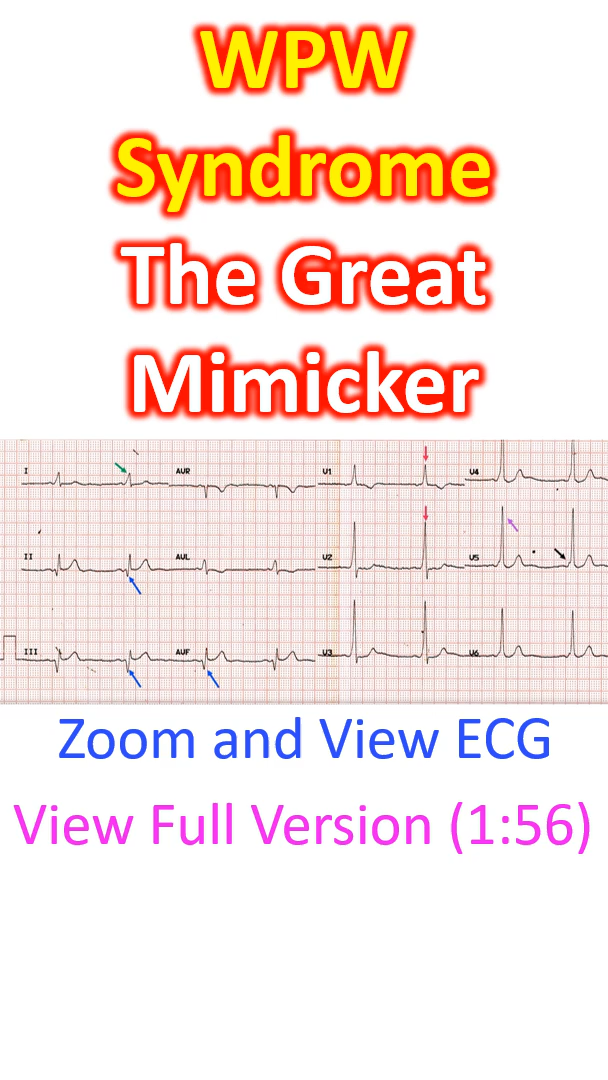 WPW
Syndrome
The Great
Mimicker
I AVR V1 V4
II AVL V2 V5
III AVF V3 V6
Zoom and View ECG
View Full Version (1:56)